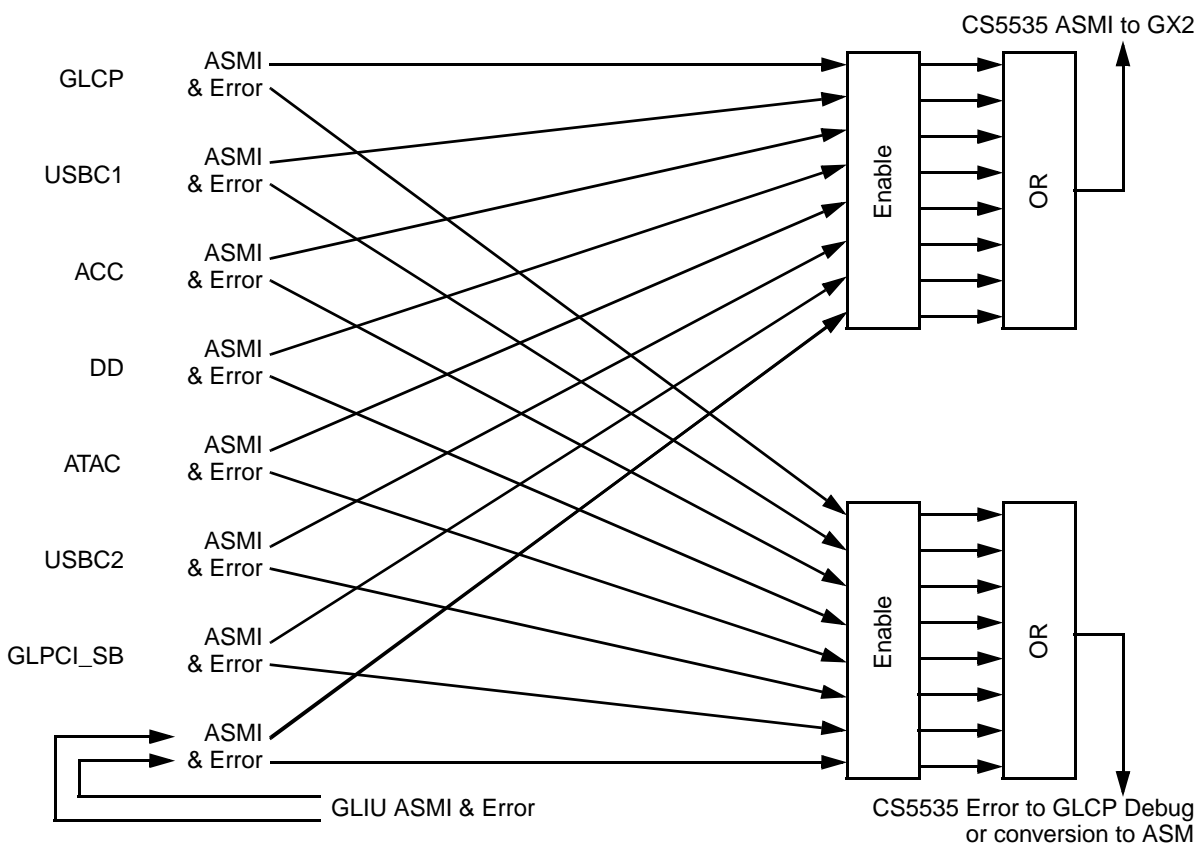 CS5535 ASMI to GX2
GLCP
ASMI
& Error
USBC1
ASMI
& Error
ACC
ASMI
& Error
DD
ASMI
& Error
ATAC
ASMI
& Error
USBC2
ASMI
& Error
GLPCI_SB
ASMI
& Error
ASMI
& Error
GLIU ASMI & Error
Enable
OR
Enable
OR
CS5535 Error to GLCP Debug
or conversion to ASM